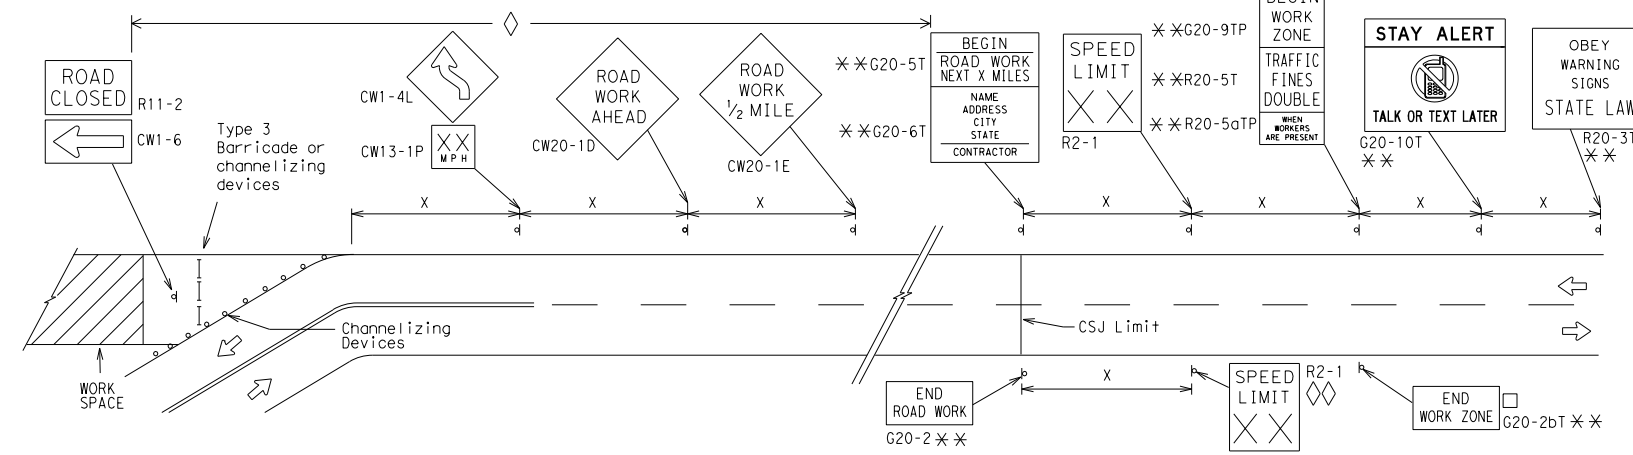 ROAD
CLOSED
R11-2
CW1-6
Type 3
Barricade or
channelizing
devices
CW1-4L
CW13-1P
X X
MPH
ROAD
WORK
AHEAD
CW20-1D
ROAD
WORK
1/2 MILE
CW20-1E
**G20-5T
BEGIN
ROAD WORK
NEXT X MILES
**G20-6T
NAME
ADDRESS
CITY
STATE
CONTRACTOR
SPEED
LIMIT
X X
R2-1
**G20-9TP
BEGIN
WORK
ZONE
**R20-5T
TRAFFIC
FINES
DOUBLE
**R20-5aTP
WHEN
WORKERS
ARE PRESENT
STAY ALERT
TALK OR TEXT LATER
G20-10T
**
OBEY
WARNING
SIGNS
STATE LAW
R20-3T
**
X
X
X
X
X
X
X
Channelizing
Devices
WORK
SPACE
CSJ Limit
X
END
ROAD WORK
G20-2**
SPEED
LIMIT
X X
R2-1
END
WORK ZONE
G20-2bT**